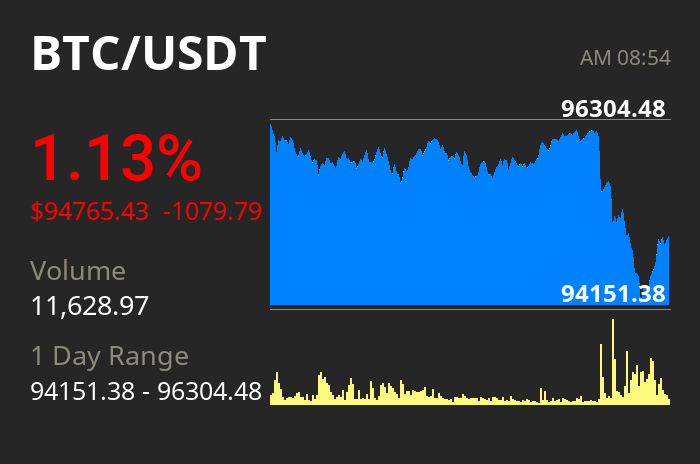 BTC/USDT
AM 08:54
96304.48
1.13%
$94765.43 -1079.79
Volume
11,628.97
94151.38
1 Day Range
94151.38 - 96304.48